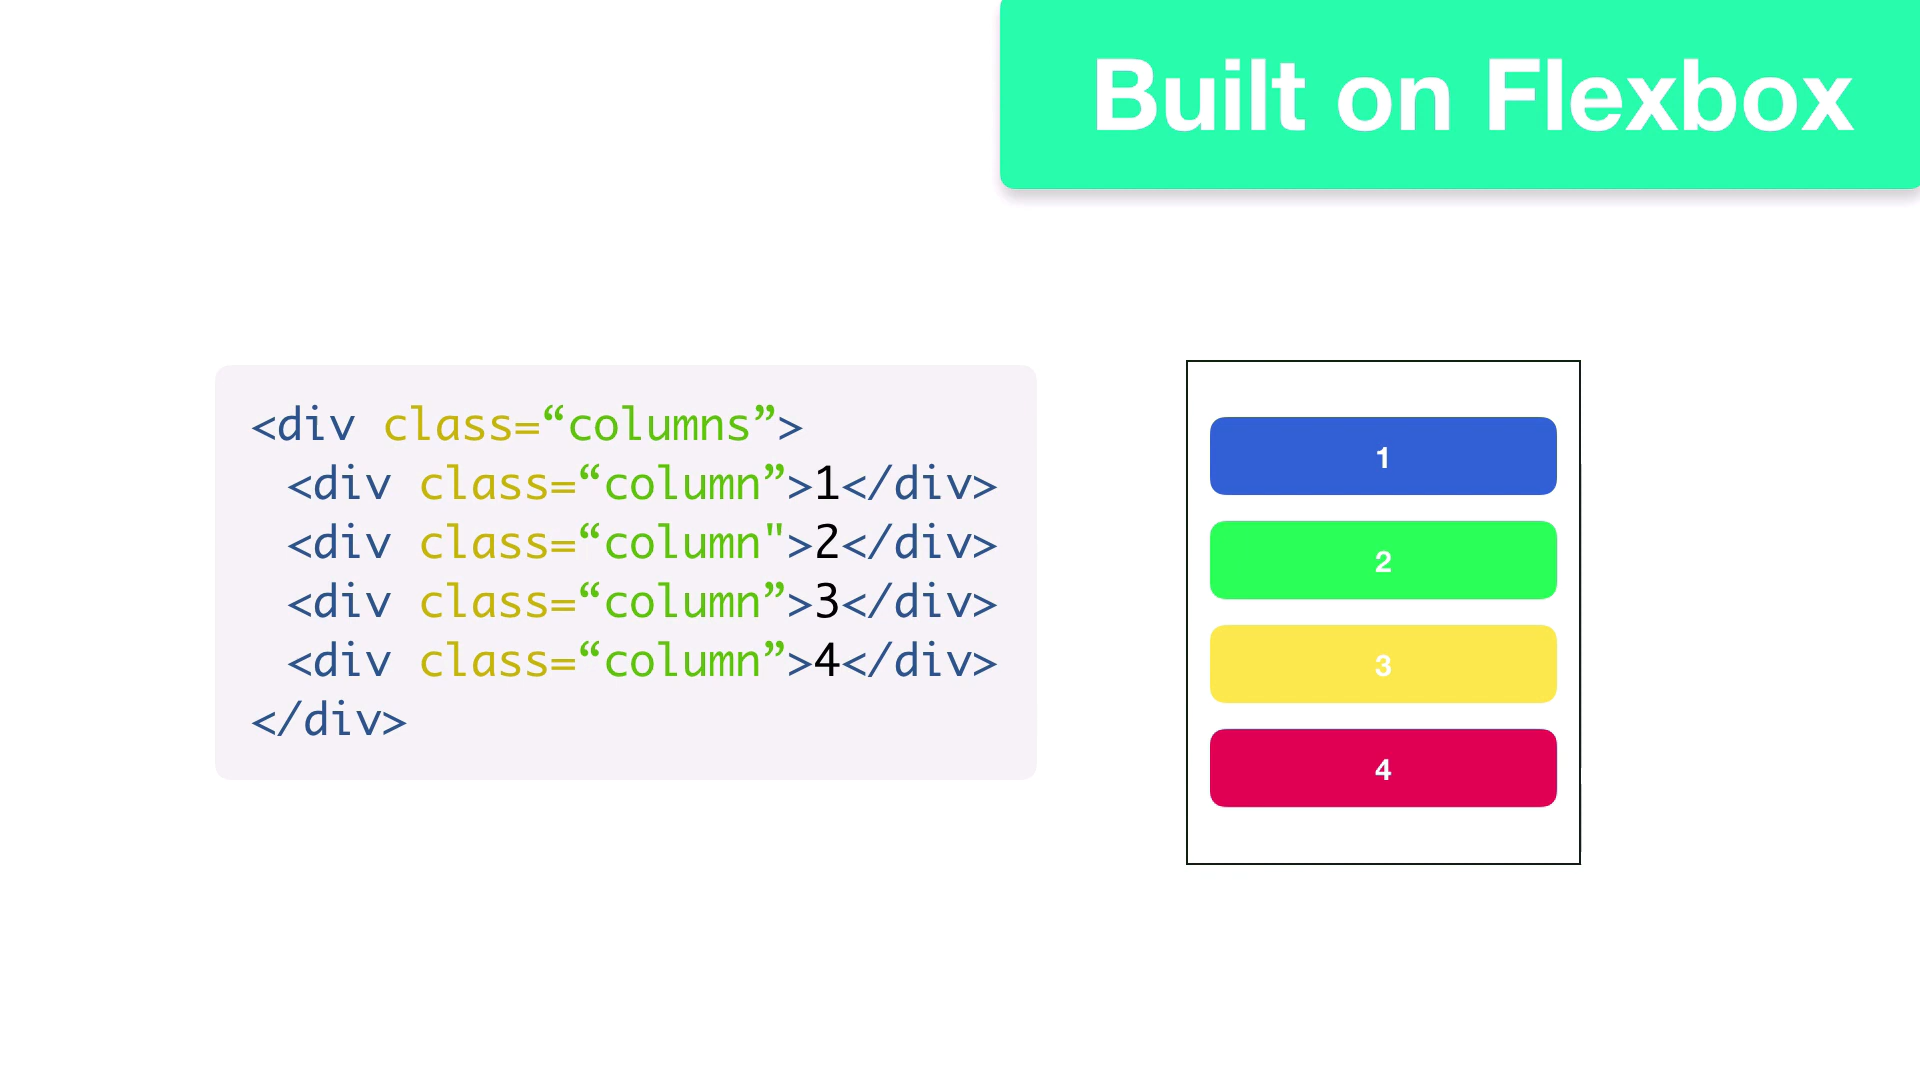 Built on Flexbox
<div class=“columns”>
<div class=“column”>1</div>
<div class=“column">2</div>
<div class=“column”>3</div>
<div class=“column”>4</div>
</div>
1
2
3
4